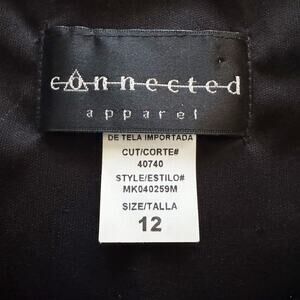 connected
apparel
DE TELA IMPORTADA
CUT/CORTE#
40740
STYLE/ESTILO#
MK040259M
SIZE/TALLA
12